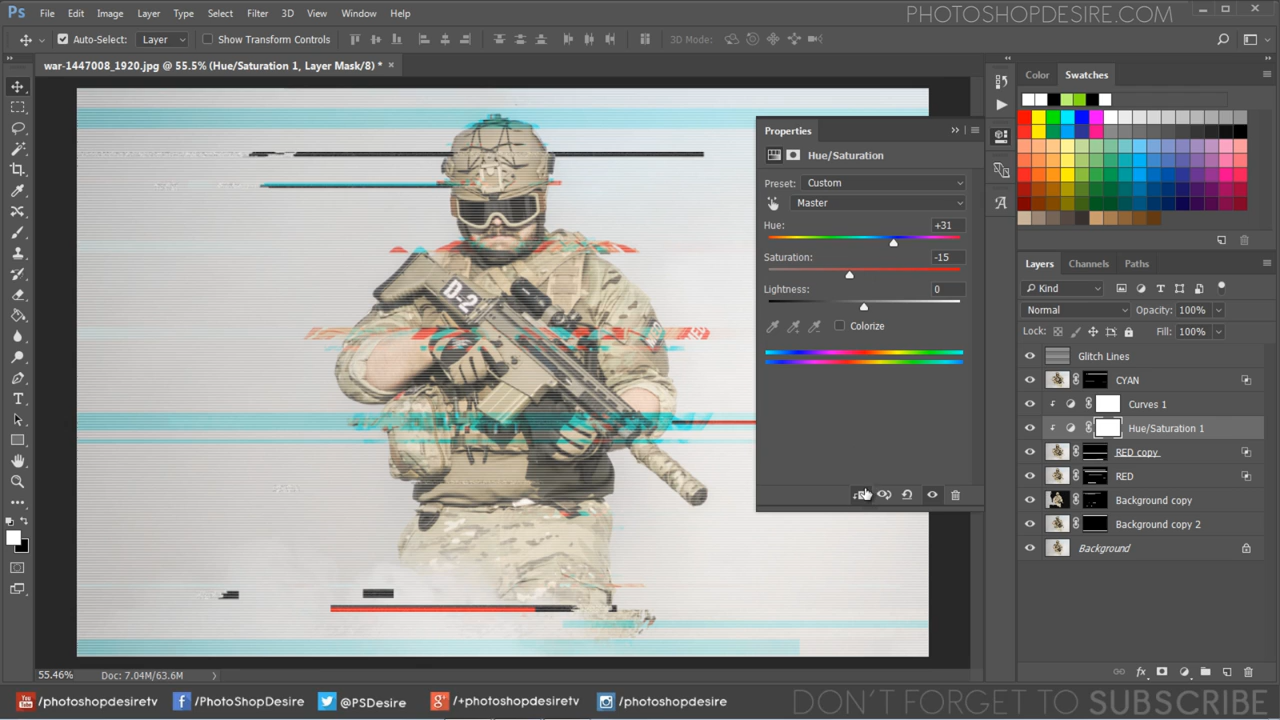 PHOTOSHOPDESIRE.COM
Ps File Edit Image Layer Type Select Filter 3D View Window Help
Auto-Select: Layer Show Transform Controls 3D Mode:
war-1447008_1920.jpg @ 55.5% (Hue/Saturation 1, Layer Mask/8) * ×
Color Swatches
Properties
Hue/Saturation
Preset: Custom
Master
Hue: +31
Saturation: -15
Lightness: 0
Colorize
D-2
Layers Channels Paths
Kind
Normal Opacity: 100%
Lock: Fill: 100%
Glitch Lines
CYAN
Curves 1
Hue/Saturation 1
RED copy
RED
Background copy
Background copy 2
Background
fx
55.46% Doc: 7.04M/63.6M
You Tube /photoshopdesiretv f /PhotoShopDesire @PSDesire g+ /+photoshopdesiretv /photoshopdesire DON'T FORGET TO SUBSCRIBE